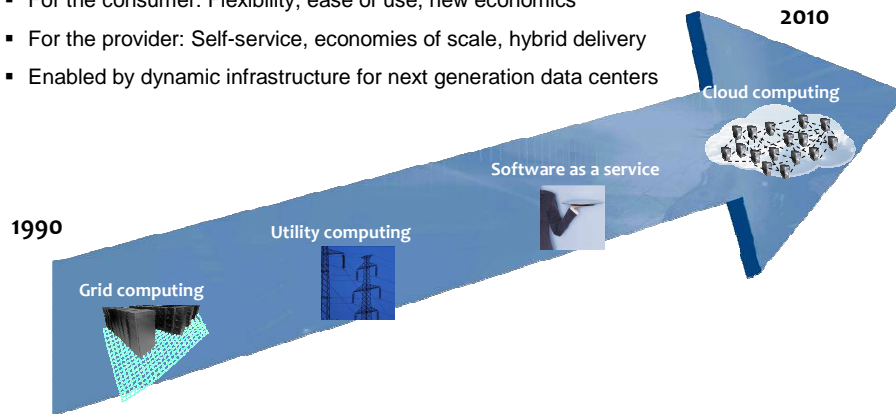 ▪ For the consumer: Flexibility, ease of use, new economics
2010
▪ For the provider: Self-service, economies of scale, hybrid delivery
▪ Enabled by dynamic infrastructure for next generation data centers
Cloud computing
Software as a service
1990
Utility computing
Grid computing